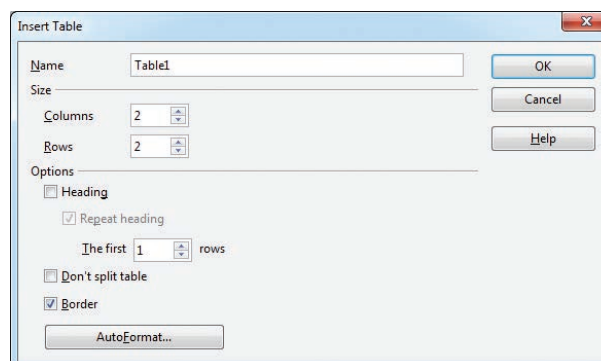 Insert Table
Name Table1
OK
Size
Cancel
Columns 2
Rows 2
Help
Options
Heading
Repeat heading
The first 1 rows
Don't split table
Border
AutoFormat...